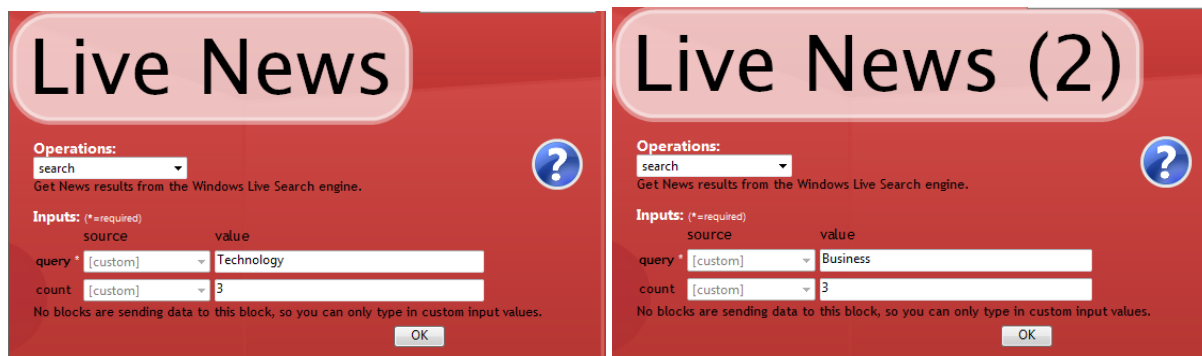 Live News
Operations:
search
?
Get News results from the Windows Live Search engine.
Inputs: (*=required)
source value
query * [custom] Technology
count [custom] 3
No blocks are sending data to this block, so you can only type in custom input values.
OK
Live News (2)
Operations:
search
?
Get News results from the Windows Live Search engine.
Inputs: (*=required)
source value
query * [custom] Business
count [custom] 3
No blocks are sending data to this block, so you can only type in custom input values.
OK